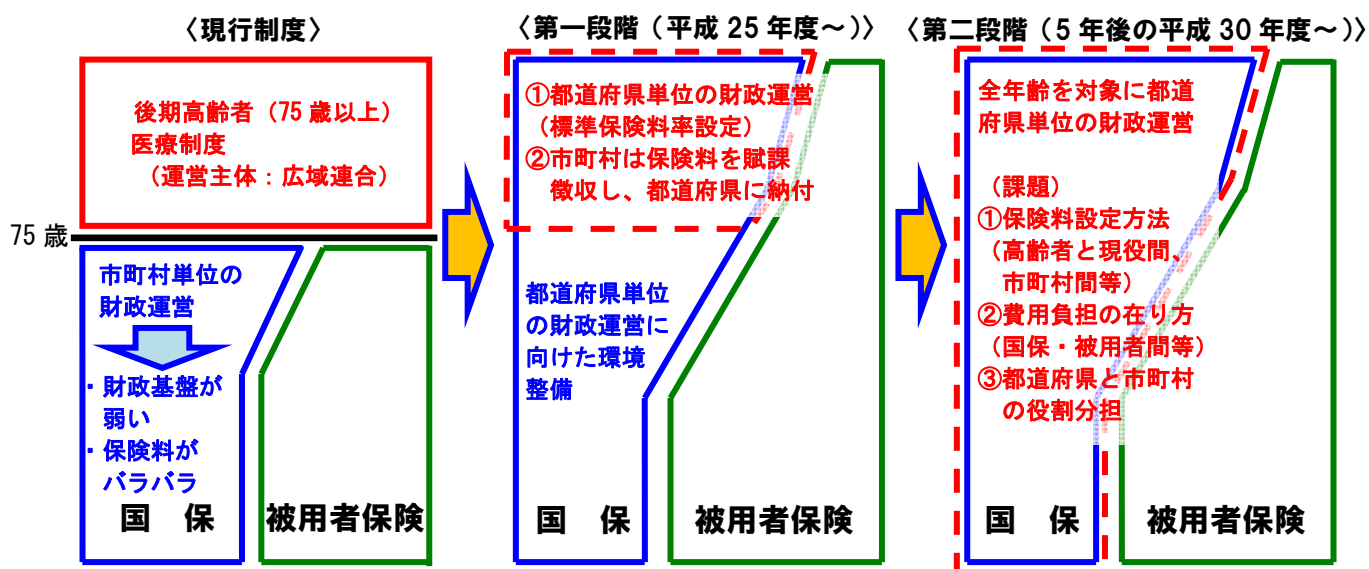 〈現行制度〉
後期高齢者（75歳以上）
医療制度
（運営主体：広域連合）
75歳
市町村単位の
財政運営
・財政基盤が
弱い
・保険料が
バラバラ
国　保
被用者保険
〈第一段階（平成25年度～）〉
①都道府県単位の財政運営
（標準保険料率設定）
②市町村は保険料を賦課
徴収し、都道府県に納付
都道府県単位
の財政運営に
向けた環境
整備
国　保
被用者保険
〈第二段階（5年後の平成30年度～）〉
全年齢を対象に都道
府県単位の財政運営
（課題）
①保険料設定方法
（高齢者と現役間、
市町村間等）
②費用負担の在り方
（国保・被用者間等）
③都道府県と市町村
の役割分担
国　保
被用者保険